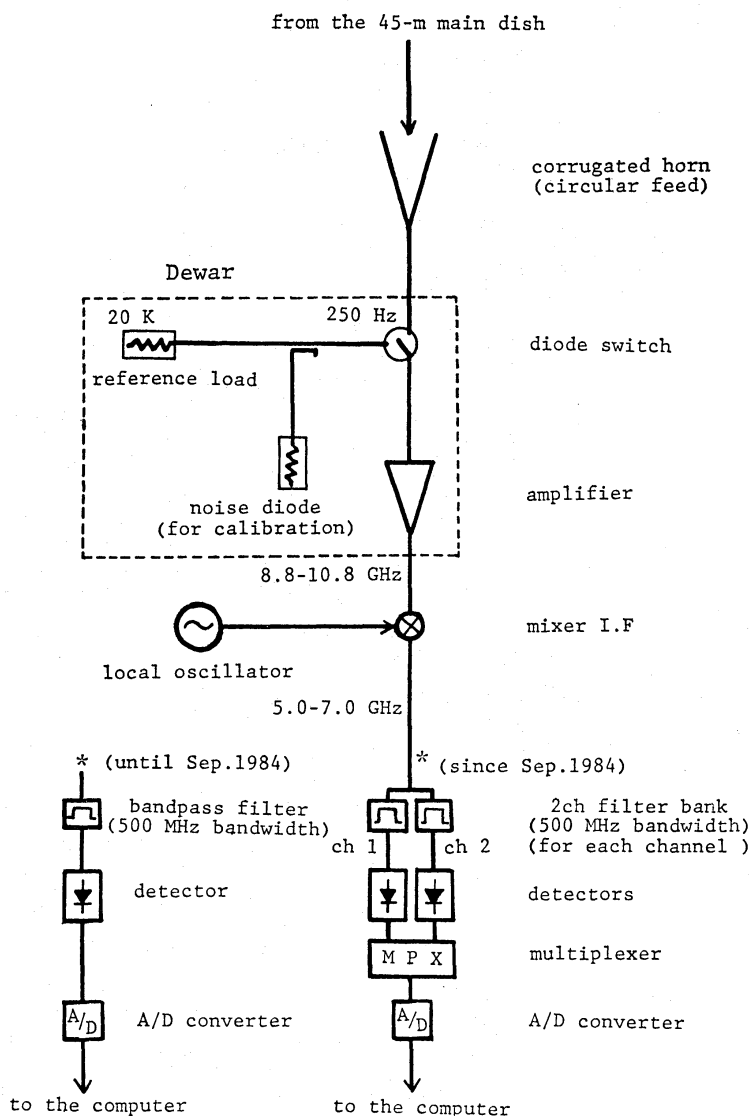 from the 45-m main dish
corrugated horn
(circular feed)
Dewar
20 K
250 Hz
reference load
diode switch
noise diode
(for calibration)
amplifier
8.8-10.8 GHz
mixer I.F
local oscillator
5.0-7.0 GHz
* (until Sep.1984)
* (since Sep.1984)
bandpass filter
(500 MHz bandwidth)
2ch filter bank
(500 MHz bandwidth)
(for each channel )
ch 1
ch 2
detector
detectors
M P X
multiplexer
A/D
A/D converter
A/D
A/D converter
to the computer
to the computer